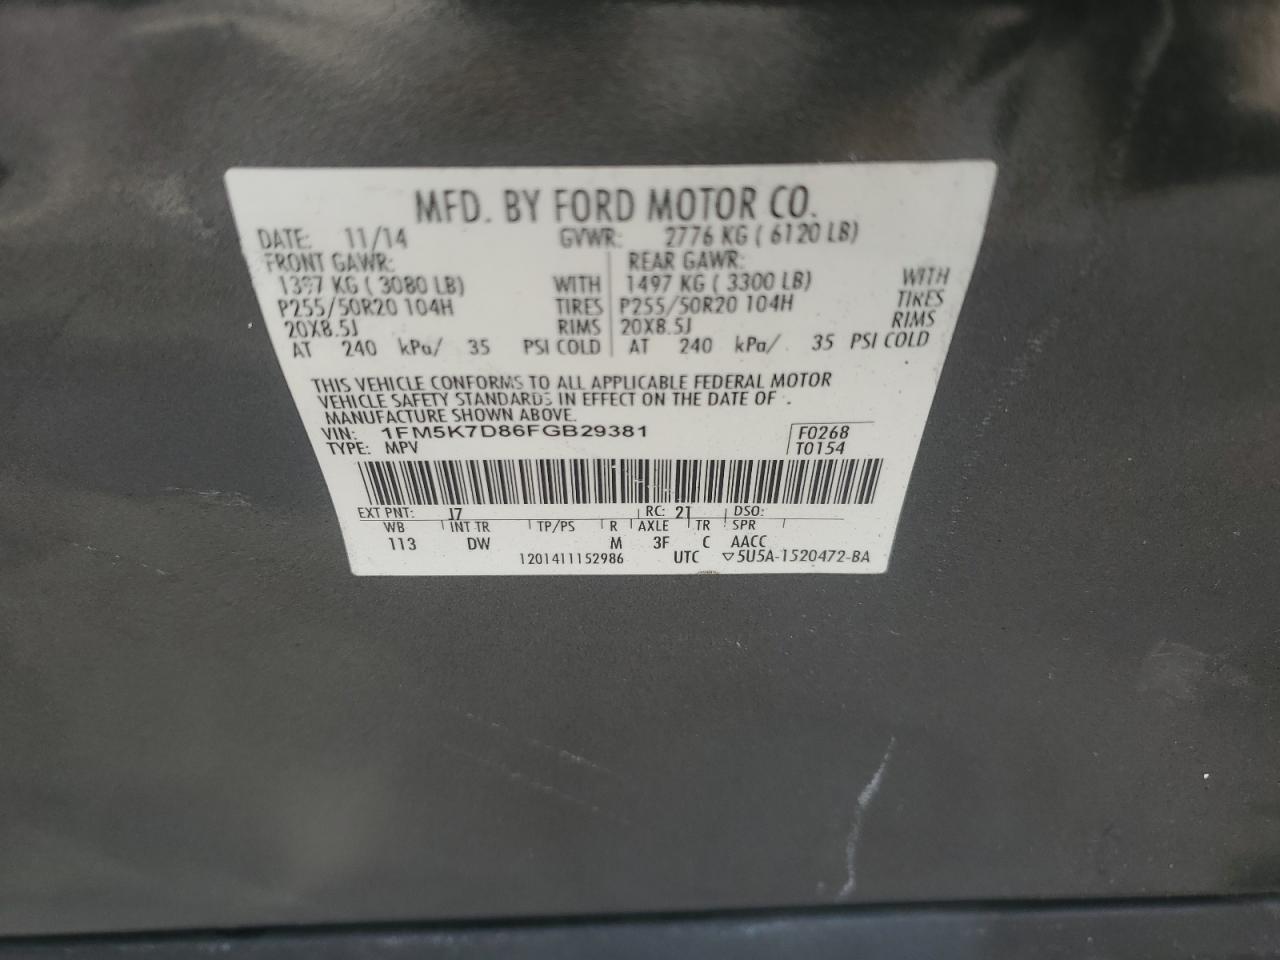 MFD. BY FORD MOTOR CO.
DATE: 11/14 GVWR: 2776 KG ( 6120 LB)
FRONT GAWR: REAR GAWR:
1397 KG ( 3080 LB) WITH 1497 KG ( 3300 LB) WITH
P255/50R20 104H TIRES P255/50R20 104H TIRES
20X8.5J RIMS 20X8.5J RIMS
AT 240 kPa/ 35 PSI COLD AT 240 kPa/ 35 PSI COLD
THIS VEHICLE CONFORMS TO ALL APPLICABLE FEDERAL MOTOR
VEHICLE SAFETY STANDARDS IN EFFECT ON THE DATE OF .
MANUFACTURE SHOWN ABOVE.
VIN: 1FM5K7D86FGB29381 F0268
TYPE: MPV T0154
EXT PNT: J7 RC: 21 DSO:
WB INT TR TP/PS R AXLE TR SPR
113 DW M 3F C AACC
1201411152986 UTC ▽5U5A-1520472-BA